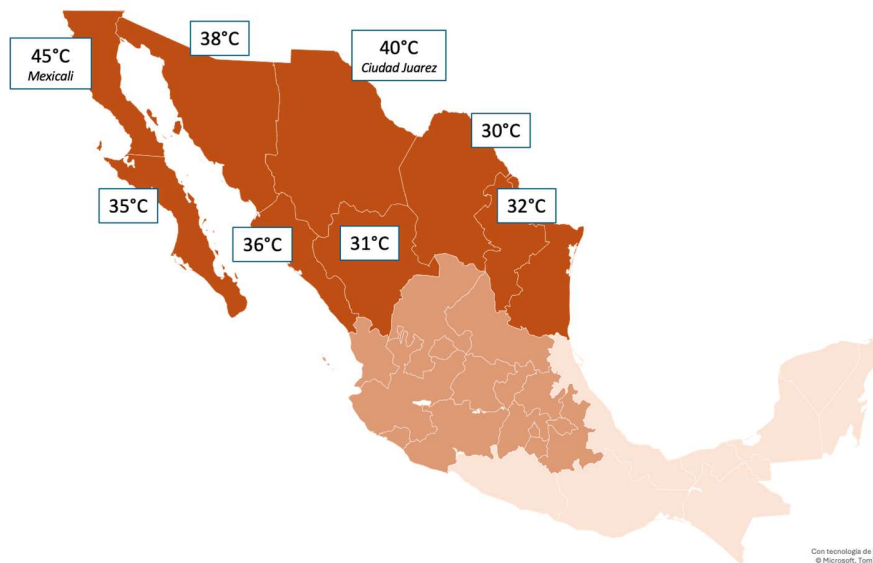 38°C
45°C
Mexicali
40°C
Ciudad Juarez
30°C
35°C
32°C
36°C
31°C
Con tecnología de
© Microsoft, Tom